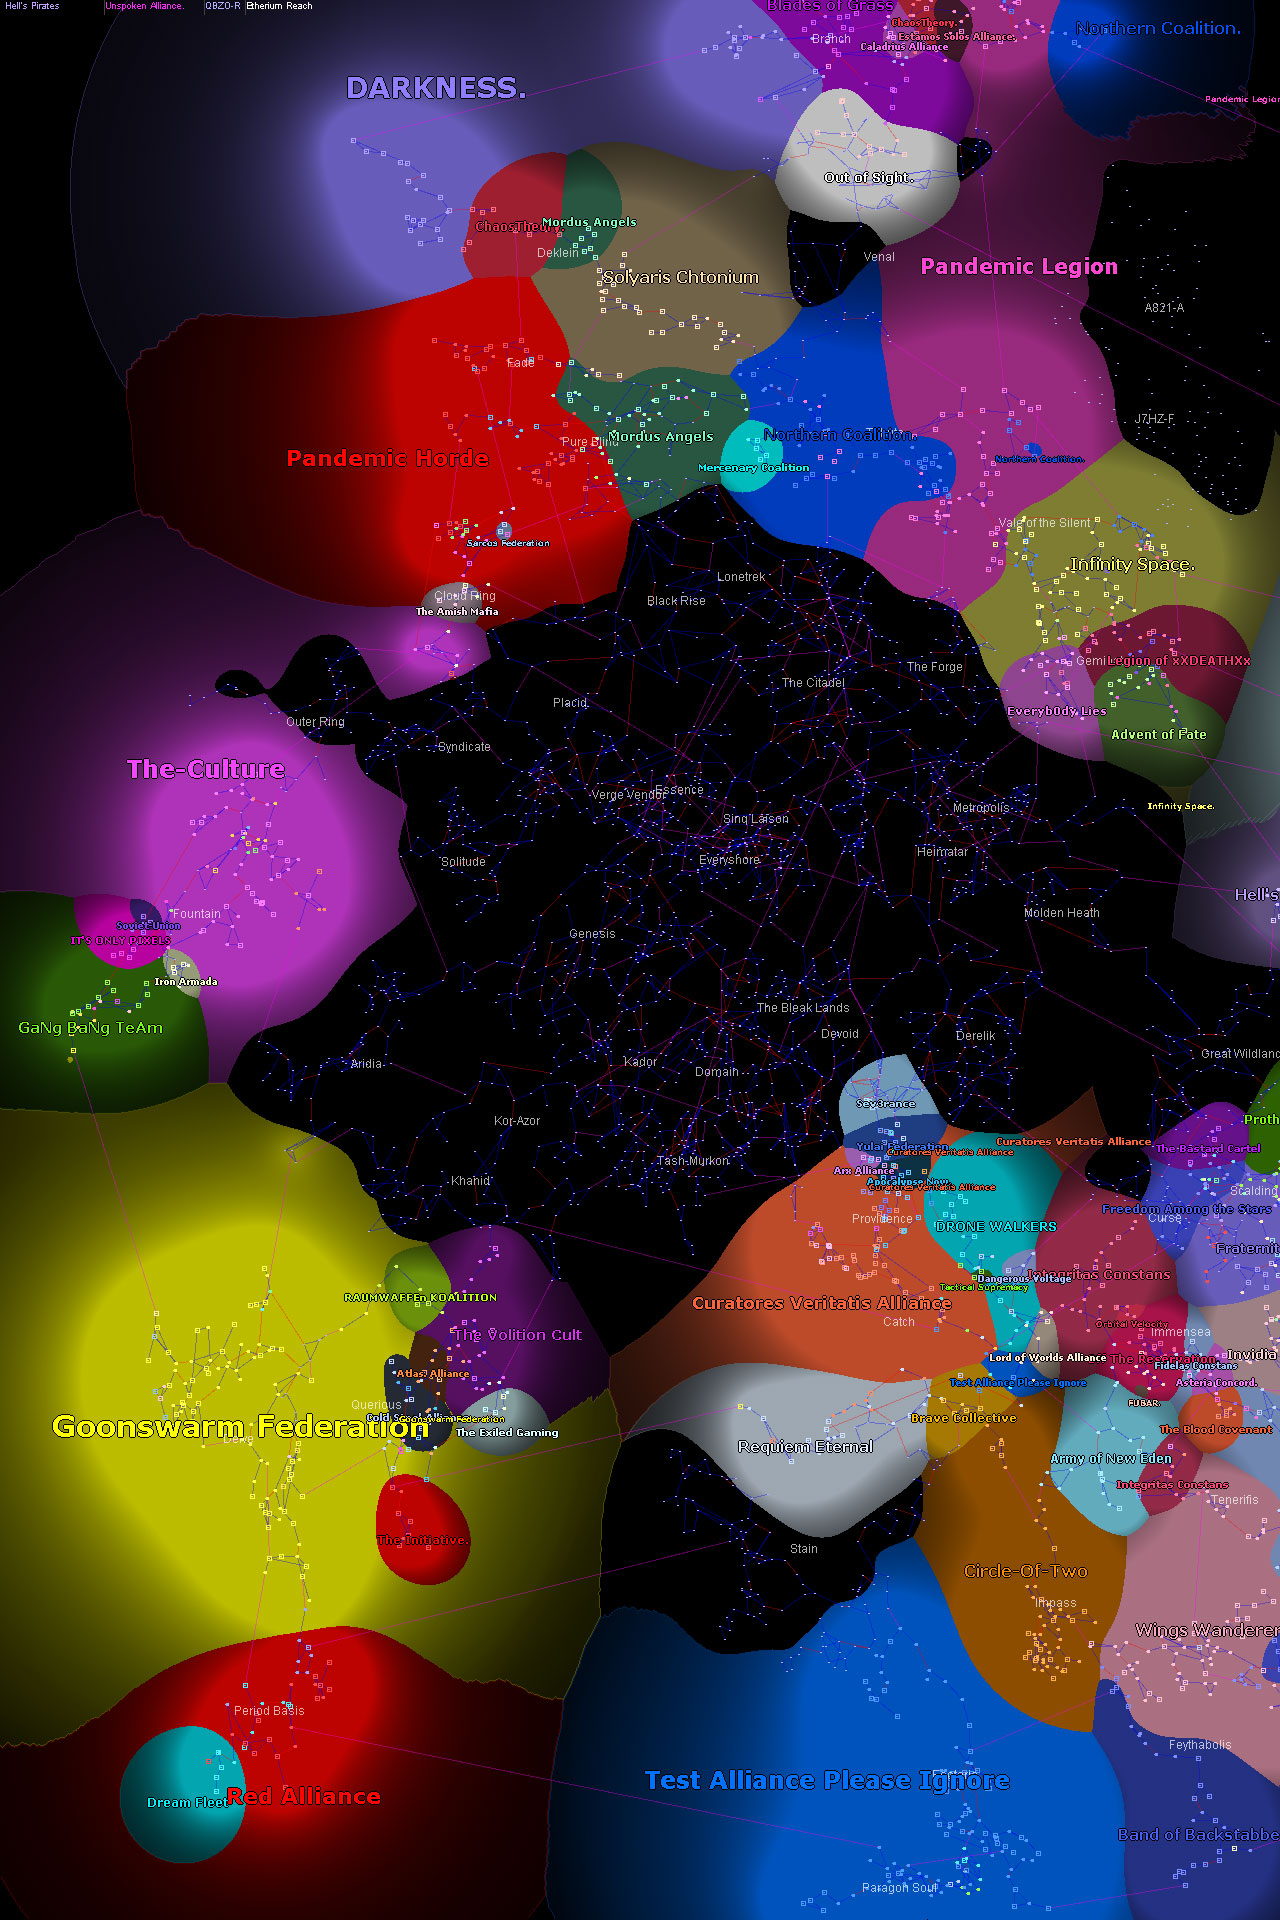 Hell's Pirates
Unspoken Alliance.
QBZO-R
Etherium Reach
Blades of Grass
ChaosTheory.
Northern Coalition.
Estamos Solos Alliance.
Branch
Caladrius Alliance
DARKNESS.
Pandemic Legion
Out of Sight.
ChaosTheory.
Mordus Angels
Deklein
Venal
Pandemic Legion
Solyaris Chtonium
A821-A
Fade
J7HZ-F
Northern Coalition.
Mordus Angels
Pure Blind
Pandemic Horde
Northern Coalition.
Mercenary Coalition
Vale of the Silent
Sarcos Federation
Infinity Space.
Lonetrek
Cloud Ring
Black Rise
The Amish Mafia
Legion of xXDEATHXx
The Forge
The Citadel
Placid
Everyb0dy Lies
Outer Ring
Advent of Fate
Syndicate
The-Culture
Essence
Verge Vendor
Infinity Space.
Metropolis
Sinq Laison
Heimatar
Everyshore
Solitude
Hell's
Fountain
Molden Heath
Soviet-Union
Genesis
IT'S ONLY PIXELS
Iron Armada
The Bleak Lands
GaNg BaNg TeAm
Devoid
Derelik
Great Wildland
Kador
Aridia
Domain
Sev3rance
Kor-Azor
Proth
Curatores Veritatis Alliance
Yulai Federation
The Bastard Cartel
Curatores Veritatis Alliance
Tash-Murkon
Arx Alliance
Khanid
Apocalypse Now.
Curatores Veritatis Alliance
Scalding
Freedom Among the Stars
Providence
Curse
DRONE WALKERS
Fraternit
Integritas Constans
Dangerous Voltage
Tactical Supremacy
RAUMWAFFEn KOALITION
Curatores Veritatis Alliance
Catch
Orbital Velocity
Immensea
The Volition Cult
Invidia
Lord of Worlds Alliance
The Reservation
Fidelas Constans
Atlas Alliance
Test Alliance Please Ignore
Asteria Concord.
Querious
FUBAR.
Goonswarm Federation
Brave Collective
Goonswarm Federation
The Exiled Gaming
The Blood Covenant
Requiem Eternal
Army of New Eden
Integritas Constans
Tenerifis
The Initiative.
Stain
Circle-Of-Two
Impass
Wings Wanderer
Period Basis
Feythabolis
Test Alliance Please Ignore
Red Alliance
Dream Fleet
Band of Backstabbe
Paragon Soul